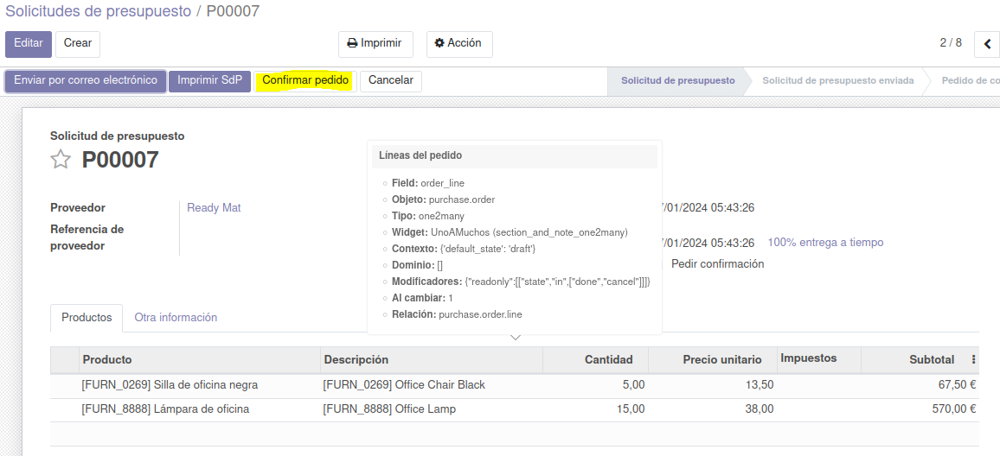 Solicitudes de presupuesto / P00007
Editar Crear Imprimir Acción 2 / 8
Enviar por correo electrónico Imprimir SdP Confirmar pedido Cancelar Solicitud de presupuesto Solicitud de presupuesto enviada Pedido de co
Solicitud de presupuesto
P00007
Líneas del pedido
Field: order_line
Objeto: purchase.order
Tipo: one2many
Widget: UnoAMuchos (section_and_note_one2many)
Contexto: {'default_state': 'draft'}
Dominio: []
Modificadores: {"readonly":[["state","in",["done","cancel"]]]}
Al cambiar: 1
Relación: purchase.order.line
Proveedor Ready Mat
/01/2024 05:43:26
Referencia de
proveedor
/01/2024 05:43:26 100% entrega a tiempo
Pedir confirmación
Productos Otra información
Producto Descripción Cantidad Precio unitario Impuestos Subtotal
[FURN_0269] Silla de oficina negra [FURN_0269] Office Chair Black 5,00 13,50 67,50 €
[FURN_8888] Lámpara de oficina [FURN_8888] Office Lamp 15,00 38,00 570,00 €